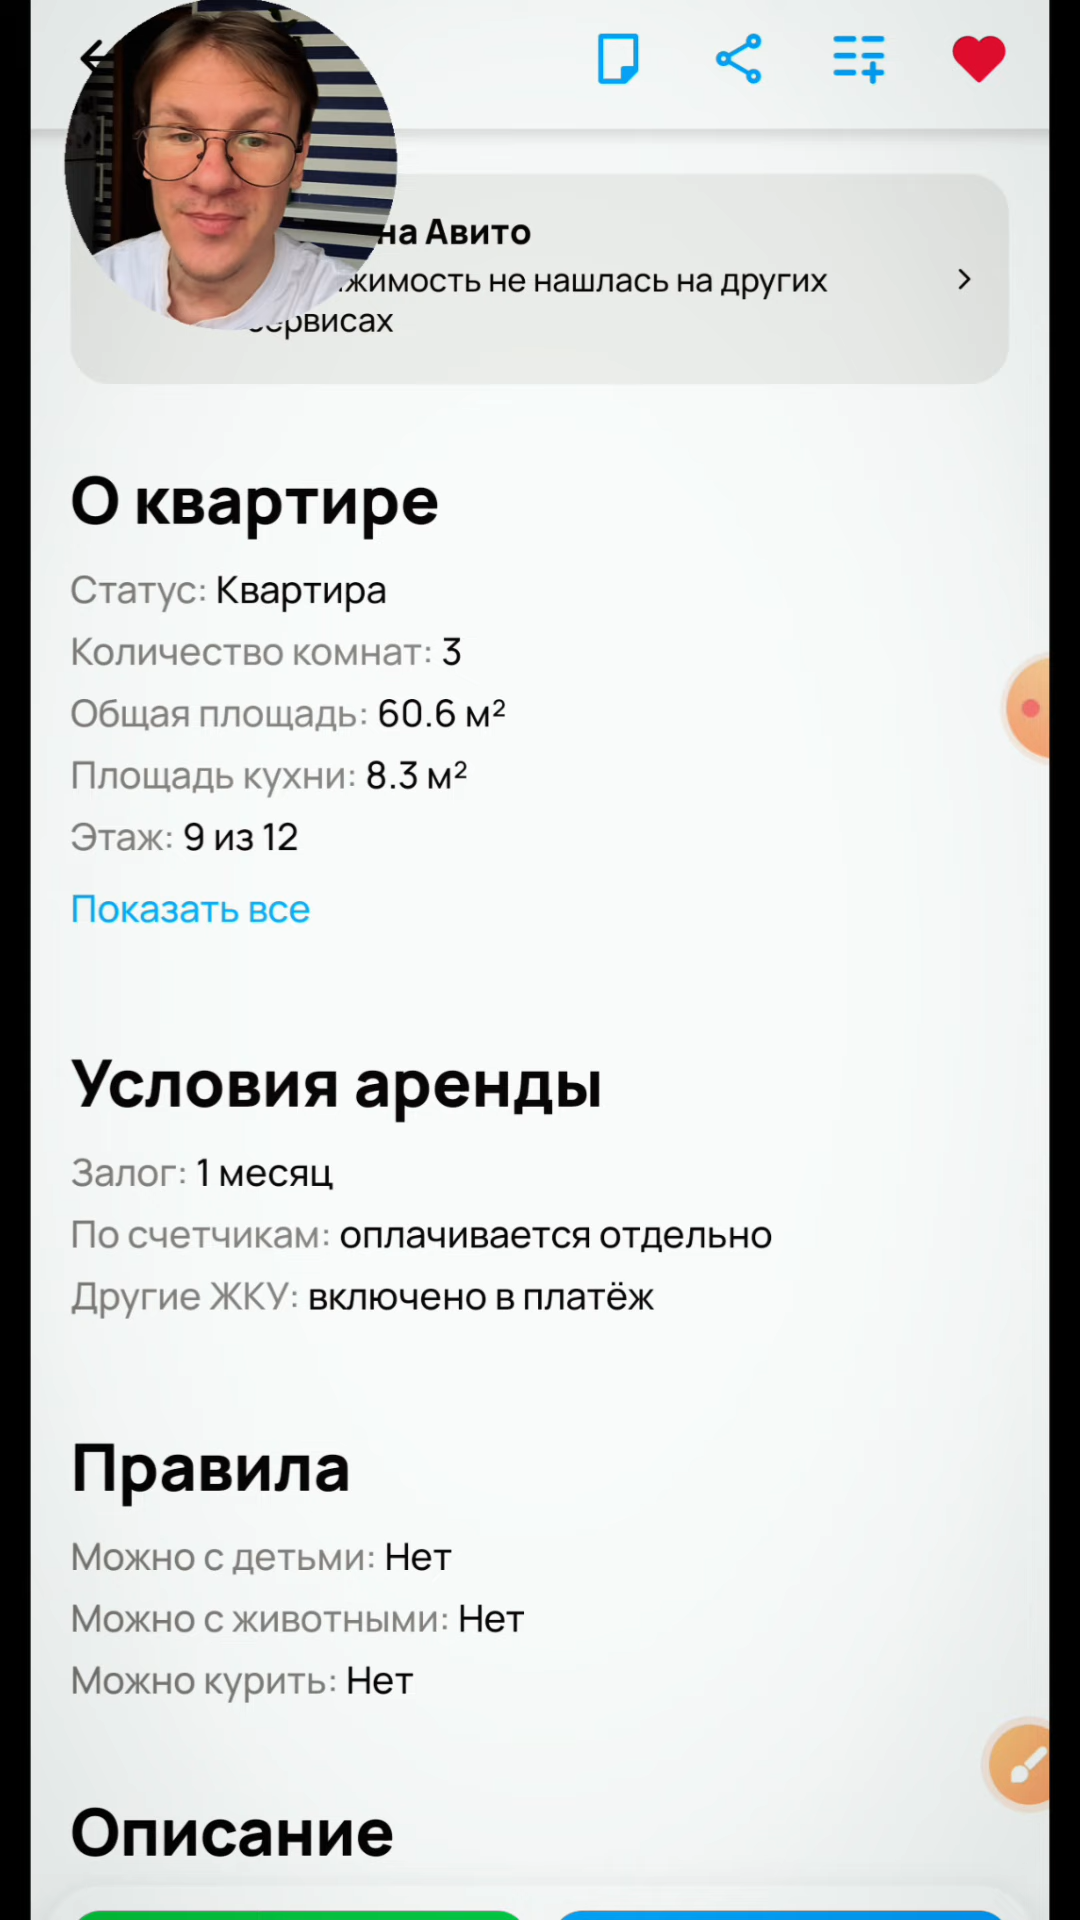 на Авито
не нашлась на других
О квартире
Статус: Квартира
Количество комнат: 3
Общая площадь: 60.6 м²
Площадь кухни: 8.3 м²
Этаж: 9 из 12
Показать все
Условия аренды
Залог: 1 месяц
По счетчикам: оплачивается отдельно
Другие ЖКУ: включено в платёж
Правила
Можно с детьми: Нет
Можно с животными: Нет
Можно курить: Нет
Описание